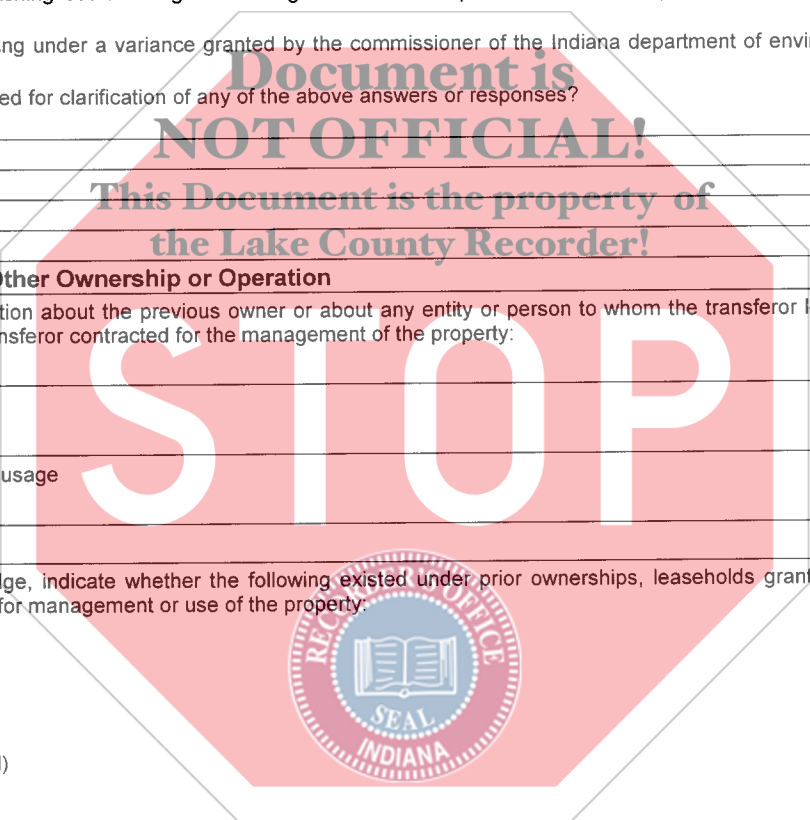 ng under a variance granted by the commissioner of the Indiana department of envi
Document is
ed for clarification of any of the above answers or responses?
NOT OFFICIAL!
This Document is the property of
the Lake County Recorder!
Other Ownership or Operation
tion about the previous owner or about any entity or person to whom the transferor l
nsferor contracted for the management of the property:
STOP
usage
dge, indicate whether the following existed under prior ownerships, leaseholds grant
for management or use of the property:
RECORDER'S OFFICE
SEAL
INDIANA
)